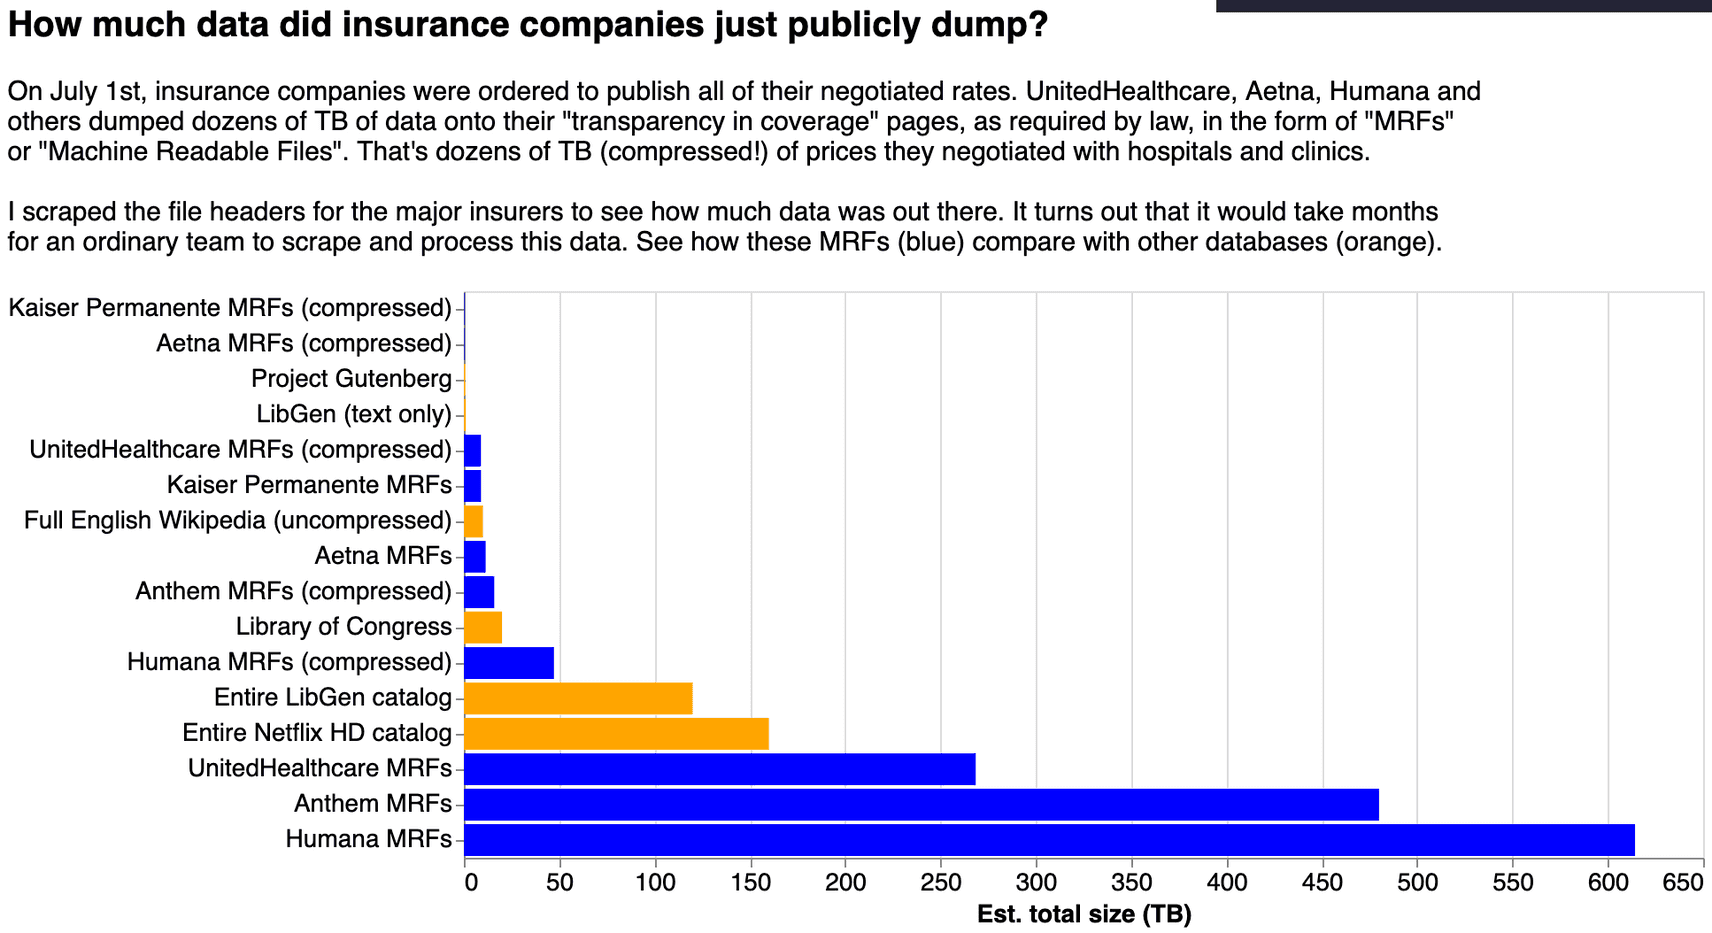 How much data did insurance companies just publicly dump?
On July 1st, insurance companies were ordered to publish all of their negotiated rates. UnitedHealthcare, Aetna, Humana and
others dumped dozens of TB of data onto their "transparency in coverage" pages, as required by law, in the form of "MRFs"
or "Machine Readable Files". That's dozens of TB (compressed!) of prices they negotiated with hospitals and clinics.
I scraped the file headers for the major insurers to see how much data was out there. It turns out that it would take months
for an ordinary team to scrape and process this data. See how these MRFs (blue) compare with other databases (orange).
Kaiser Permanente MRFs (compressed)
Aetna MRFs (compressed)
Project Gutenberg
LibGen (text only)
UnitedHealthcare MRFs (compressed)
Kaiser Permanente MRFs
Full English Wikipedia (uncompressed)
Aetna MRFs
Anthem MRFs (compressed)
Library of Congress
Humana MRFs (compressed)
Entire LibGen catalog
Entire Netflix HD catalog
UnitedHealthcare MRFs
Anthem MRFs
Humana MRFs
0 50 100 150 200 250 300 350 400 450 500 550 600 650
Est. total size (TB)